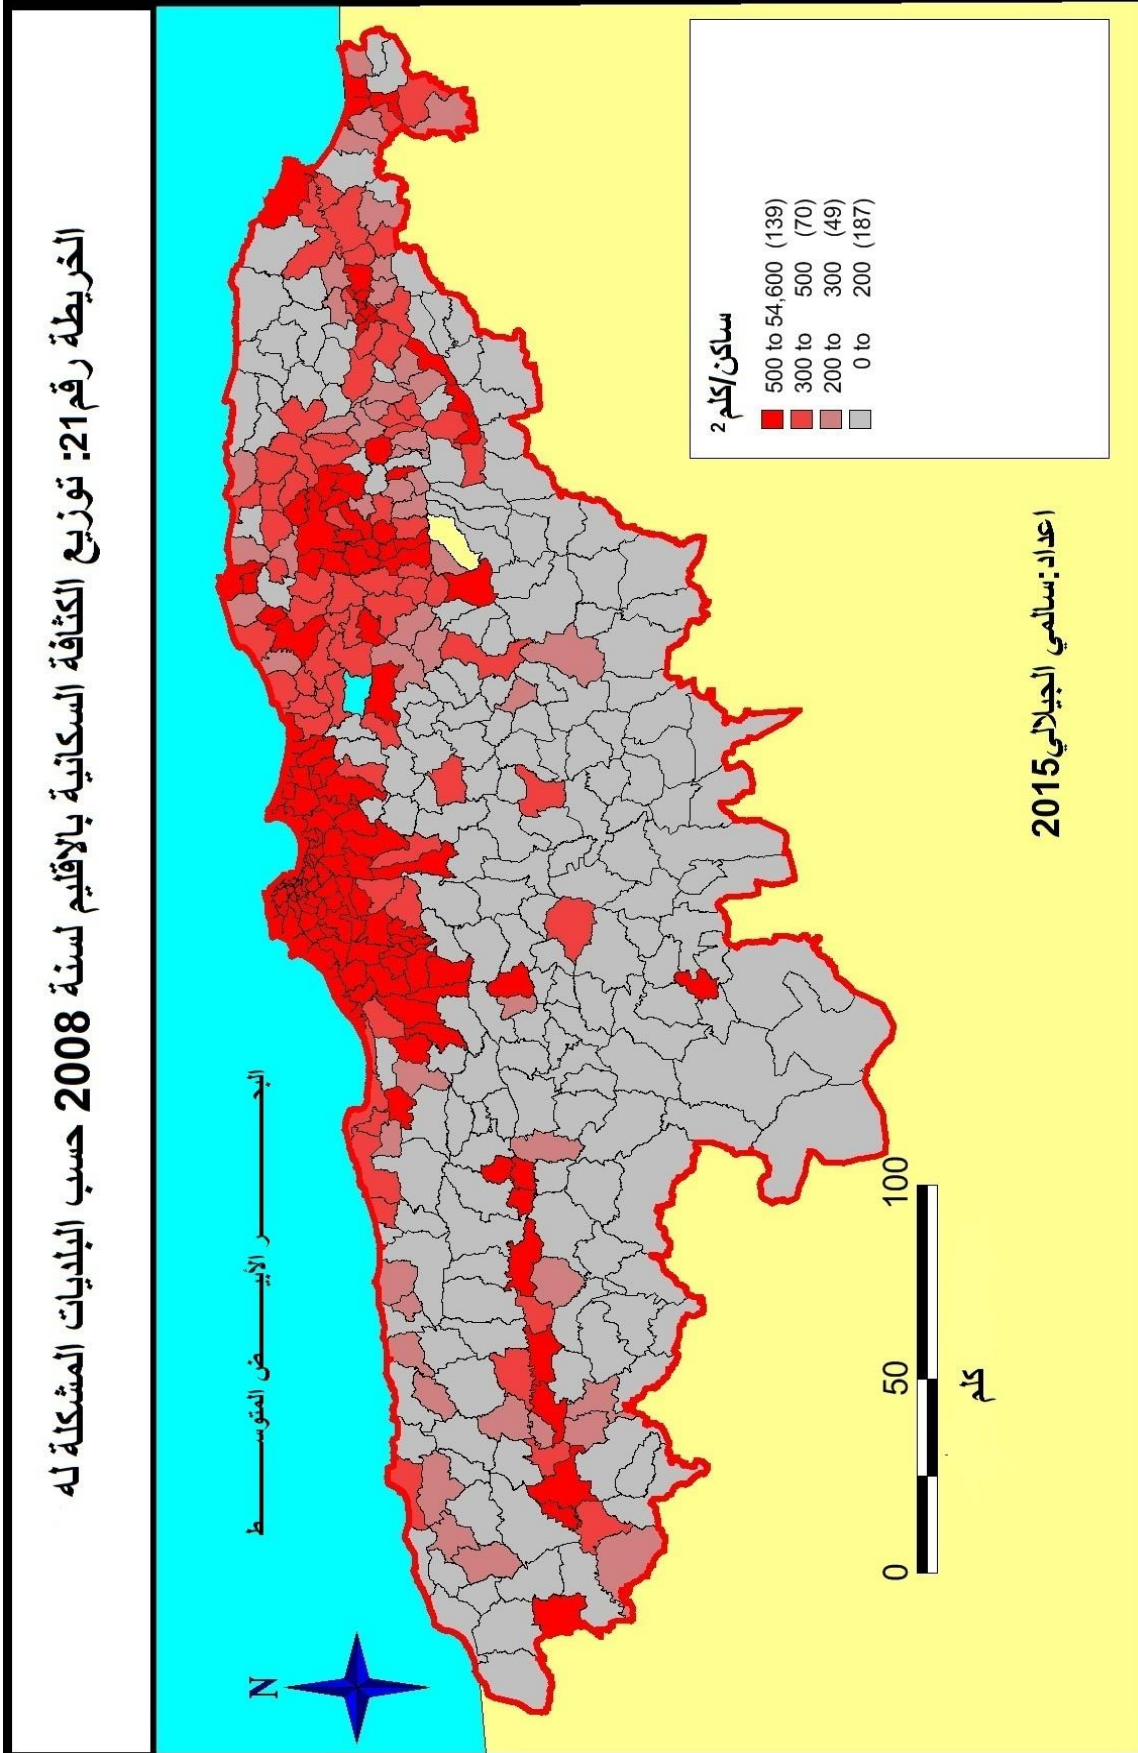 الخريطة رقم21: توزيع الكثافة السكانية بالاقليم لسنة 2008 حسب البلديات المشكلة له
N
البحـــــــر الأبيـــــض المتوســـــط
ساكن/كلم2
500 to 54,600 (139)
300 to 500 (70)
200 to 300 (49)
0 to 200 (187)
0 50 100
كلم
اعداد:سالمي الجيلالي2015